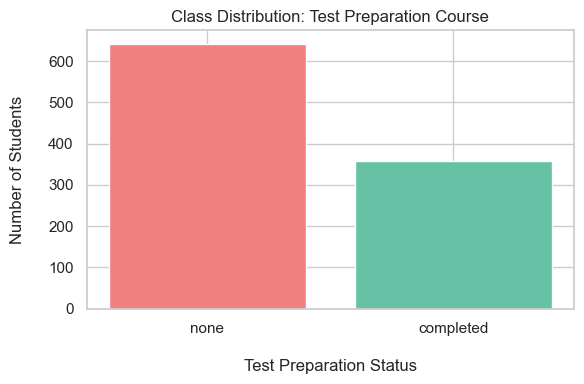 Class Distribution: Test Preparation Course
Number of Students
600
500
400
300
200
100
0
none
completed
Test Preparation Status